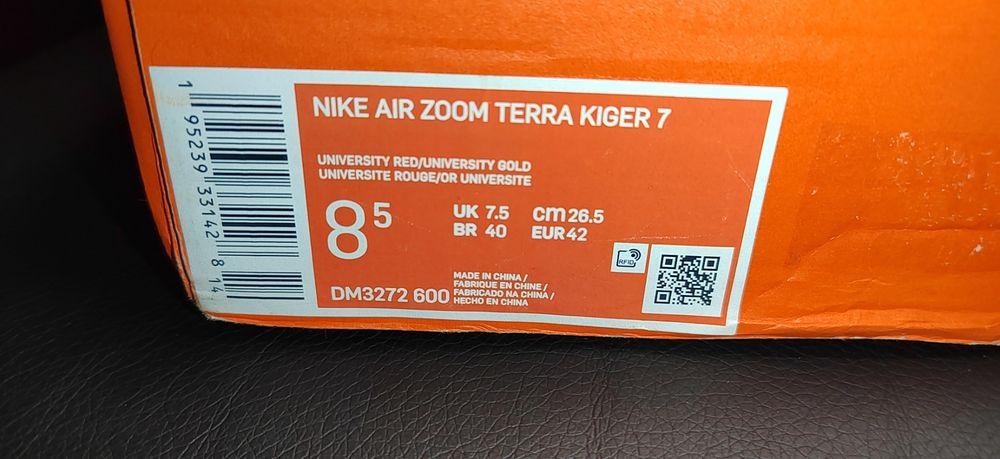 1 95239 33142 8 14
NIKE AIR ZOOM TERRA KIGER 7
UNIVERSITY RED/UNIVERSITY GOLD
UNIVERSITE ROUGE/OR UNIVERSITE
8 5
UK 7.5 cm 26.5
BR 40 EUR 42
RFID
DM3272 600
MADE IN CHINA /
FABRIQUE EN CHINE /
FABRICADO NA CHINA /
HECHO EN CHINA